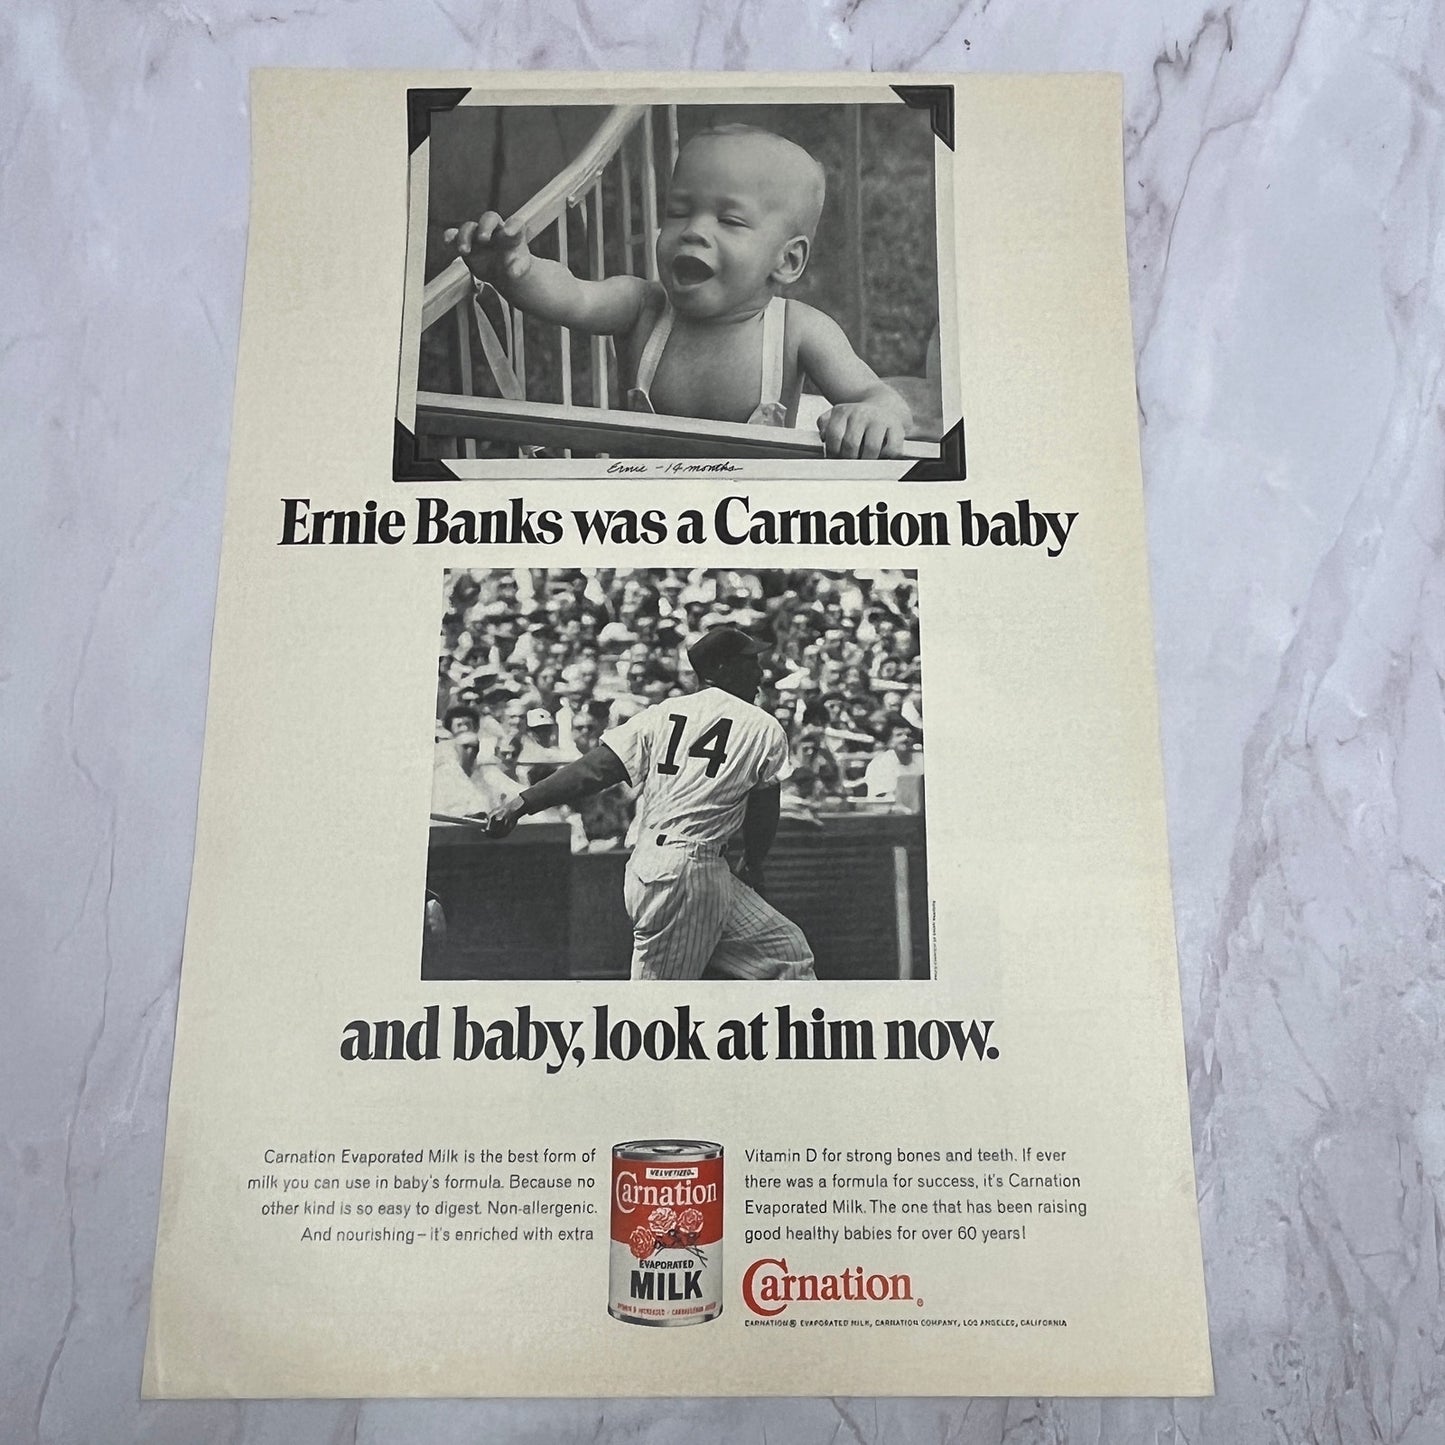 Ernie - 14 months
Ernie Banks was a Carnation baby
14
and baby, look at him now.
Carnation Evaporated Milk is the best form of
milk you can use in baby's formula. Because no
other kind is so easy to digest. Non-allergenic.
And nourishing – it's enriched with extra
VELVETIZED
Carnation
EVAPORATED
MILK
VITAMIN D INCREASED
Vitamin D for strong bones and teeth. If ever
there was a formula for success, it's Carnation
Evaporated Milk. The one that has been raising
good healthy babies for over 60 years!
Carnation®
CARNATION® EVAPORATED MILK, CARNATION COMPANY, LOS ANGELES, CALIFORNIA